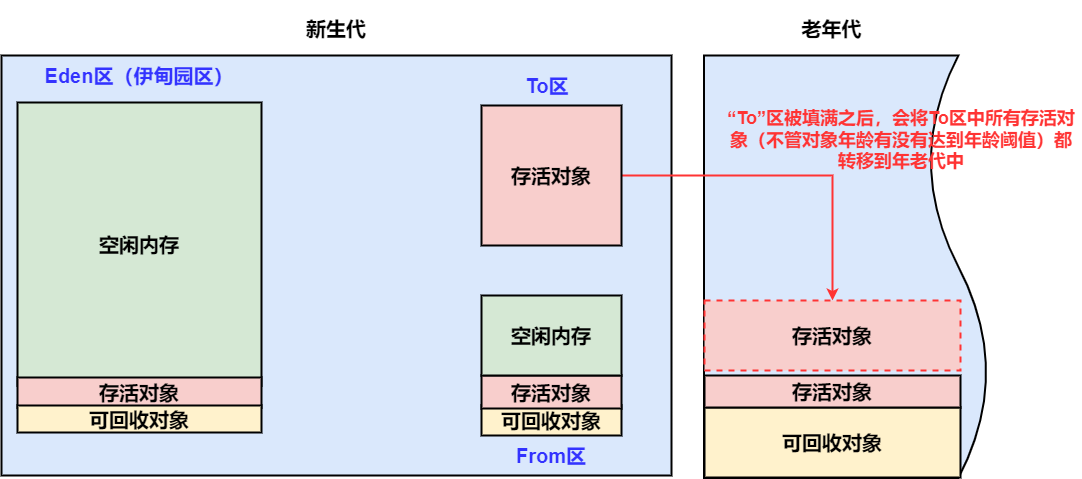 新生代
老年代
Eden区（伊甸园区）
To区
“To”区被填满之后，会将To区中所有存活对
象（不管对象年龄有没有达到年龄阈值）都
转移到年老代中
存活对象
空闲内存
空闲内存
存活对象
存活对象
存活对象
存活对象
可回收对象
可回收对象
可回收对象
From区